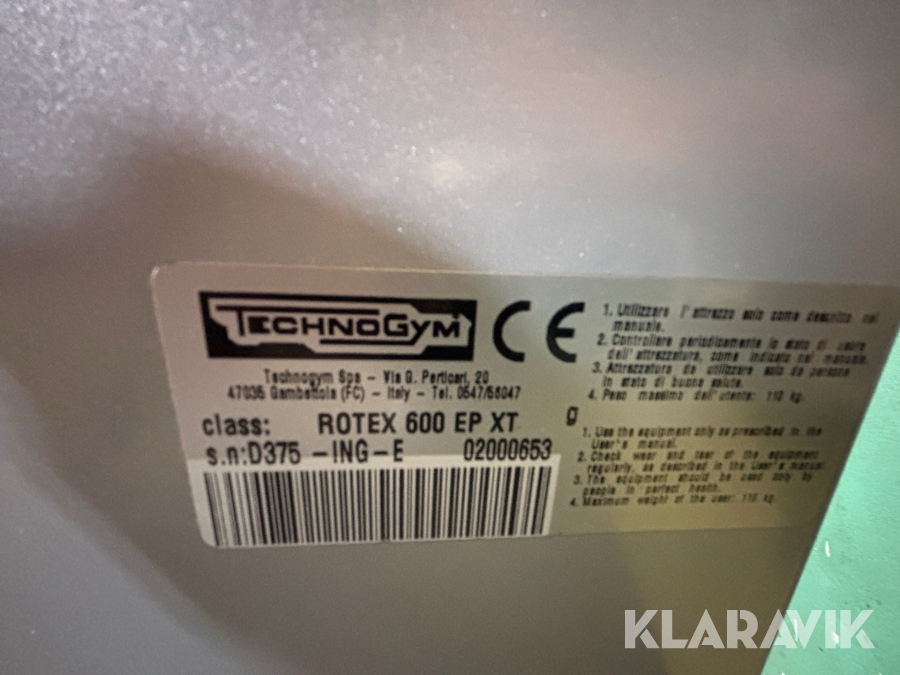 TECHNOGYM
CE
Technogym Spa - Via G. Perticari, 20
47035 Gambettola (FC) - Italy - Tel. 0547/56047
class: ROTEX 600 EP XT g
s.n:D375 -ING-E 02000653
1. Utilizzare l'attrezzo solo come descritto nel
manuale.
2. Controllare periodicamente lo stato di usura
dell'attrezzatura, come indicato nel manuale.
3. Attrezzatura da utilizzare solo da persone
in stato di buona salute.
4. Peso massimo dell'utente: 110 kg.
1. Use the equipment only as prescribed in the
User's manual.
2. Check wear and tear of the equipment
regularly, as described in the User's manual
3. The equipment should be used only by
people in perfect health.
4. Maximum weight of the user: 110 kg.
KLARAVIK